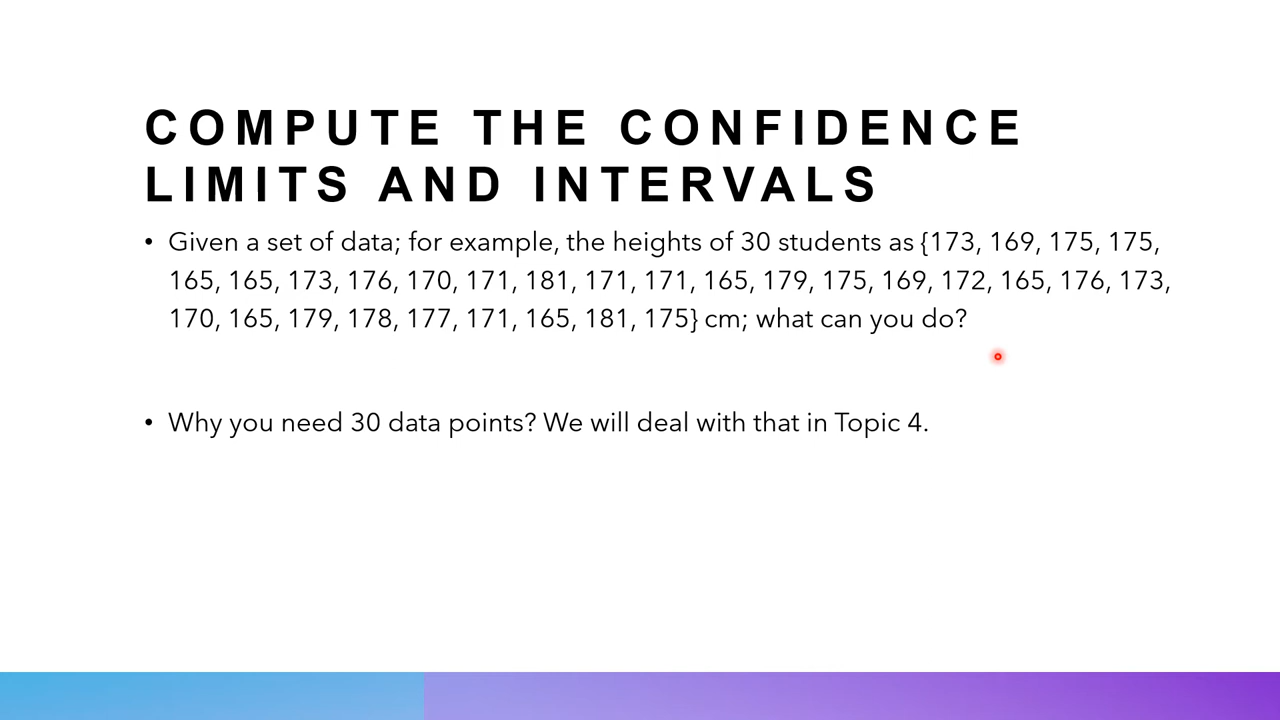 COMPUTE THE CONFIDENCE
LIMITS AND INTERVALS
• Given a set of data; for example, the heights of 30 students as {173, 169, 175, 175,
165, 165, 173, 176, 170, 171, 181, 171, 171, 165, 179, 175, 169, 172, 165, 176, 173,
170, 165, 179, 178, 177, 171, 165, 181, 175} cm; what can you do?
• Why you need 30 data points? We will deal with that in Topic 4.